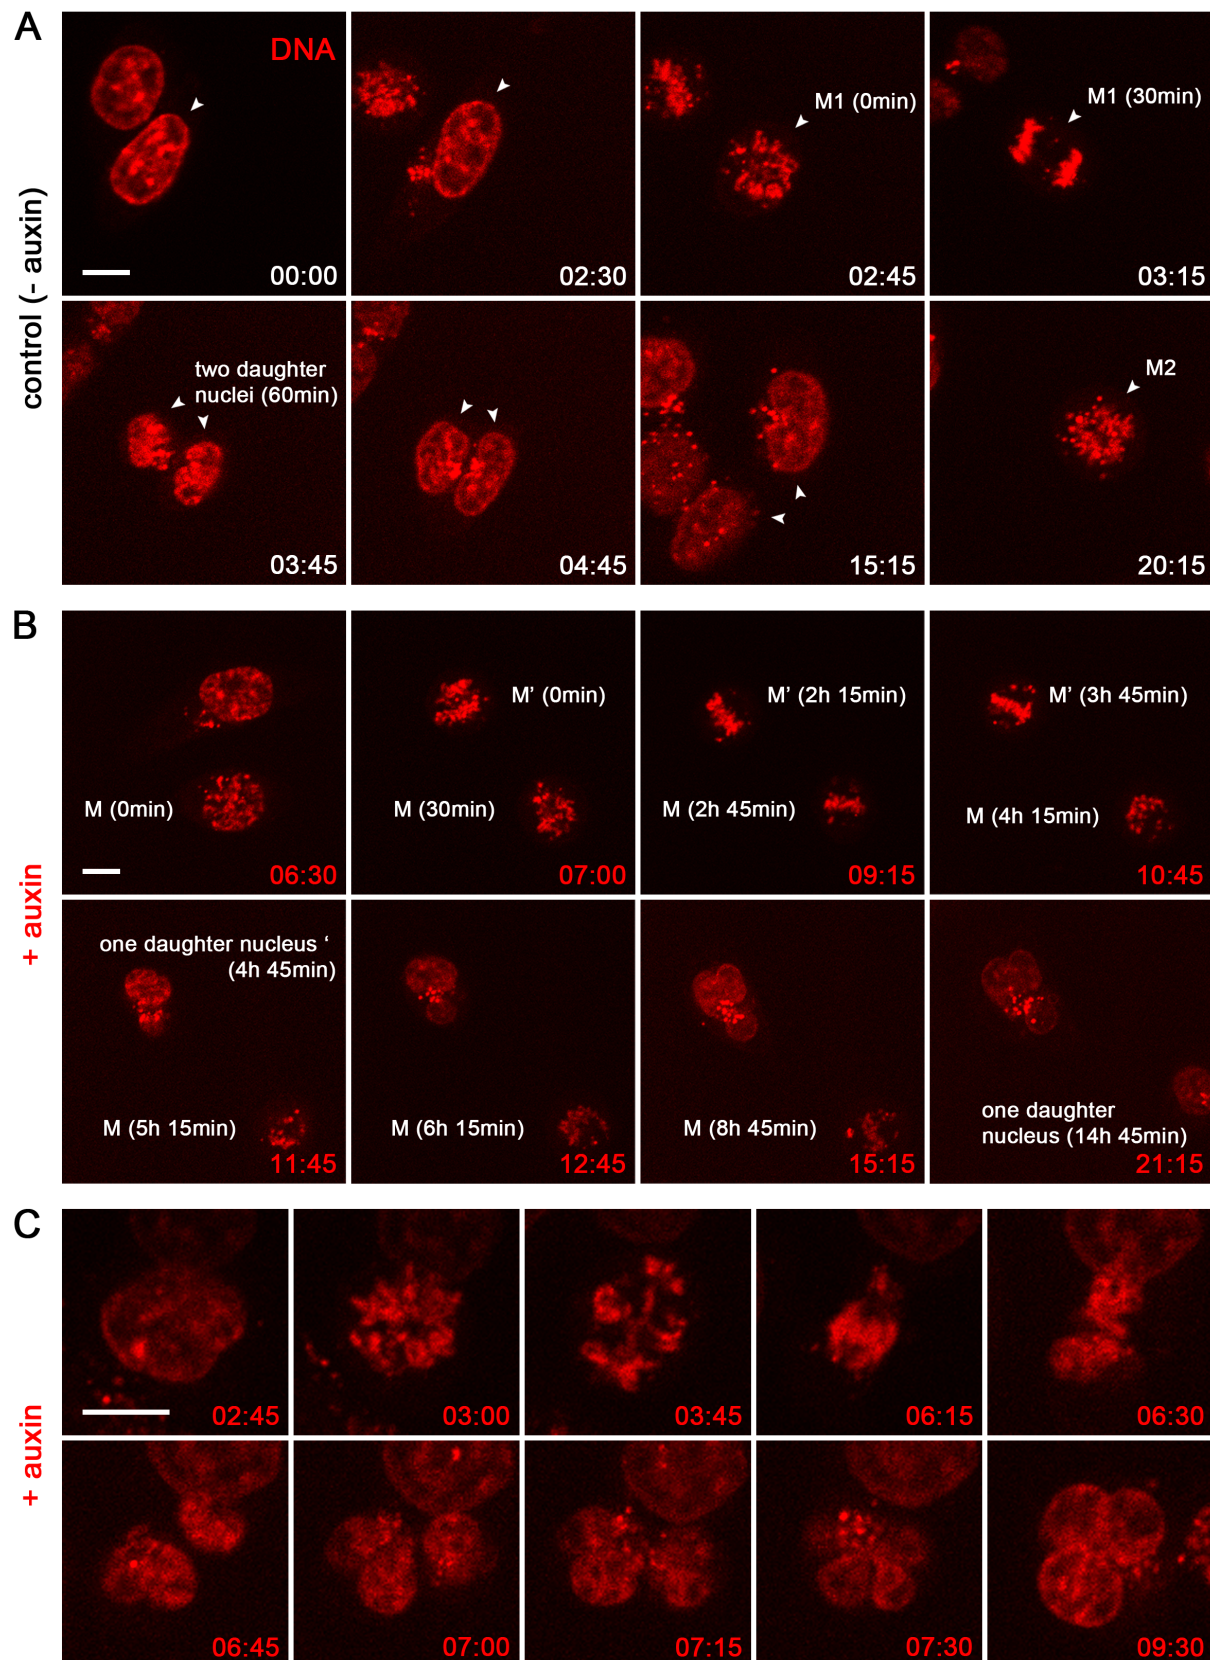 A
DNA
M1 (0min)
M1 (30min)
control (- auxin)
00:00
02:30
02:45
03:15
two daughter
nuclei (60min)
M2
03:45
04:45
15:15
20:15
B
M’ (0min)
M’ (2h 15min)
M’ (3h 45min)
M (0min)
M (30min)
M (2h 45min)
M (4h 15min)
+ auxin
06:30
07:00
09:15
10:45
one daughter nucleus ‘
(4h 45min)
M (5h 15min)
M (6h 15min)
M (8h 45min)
one daughter
nucleus (14h 45min)
11:45
12:45
15:15
21:15
C
+ auxin
02:45
03:00
03:45
06:15
06:30
06:45
07:00
07:15
07:30
09:30